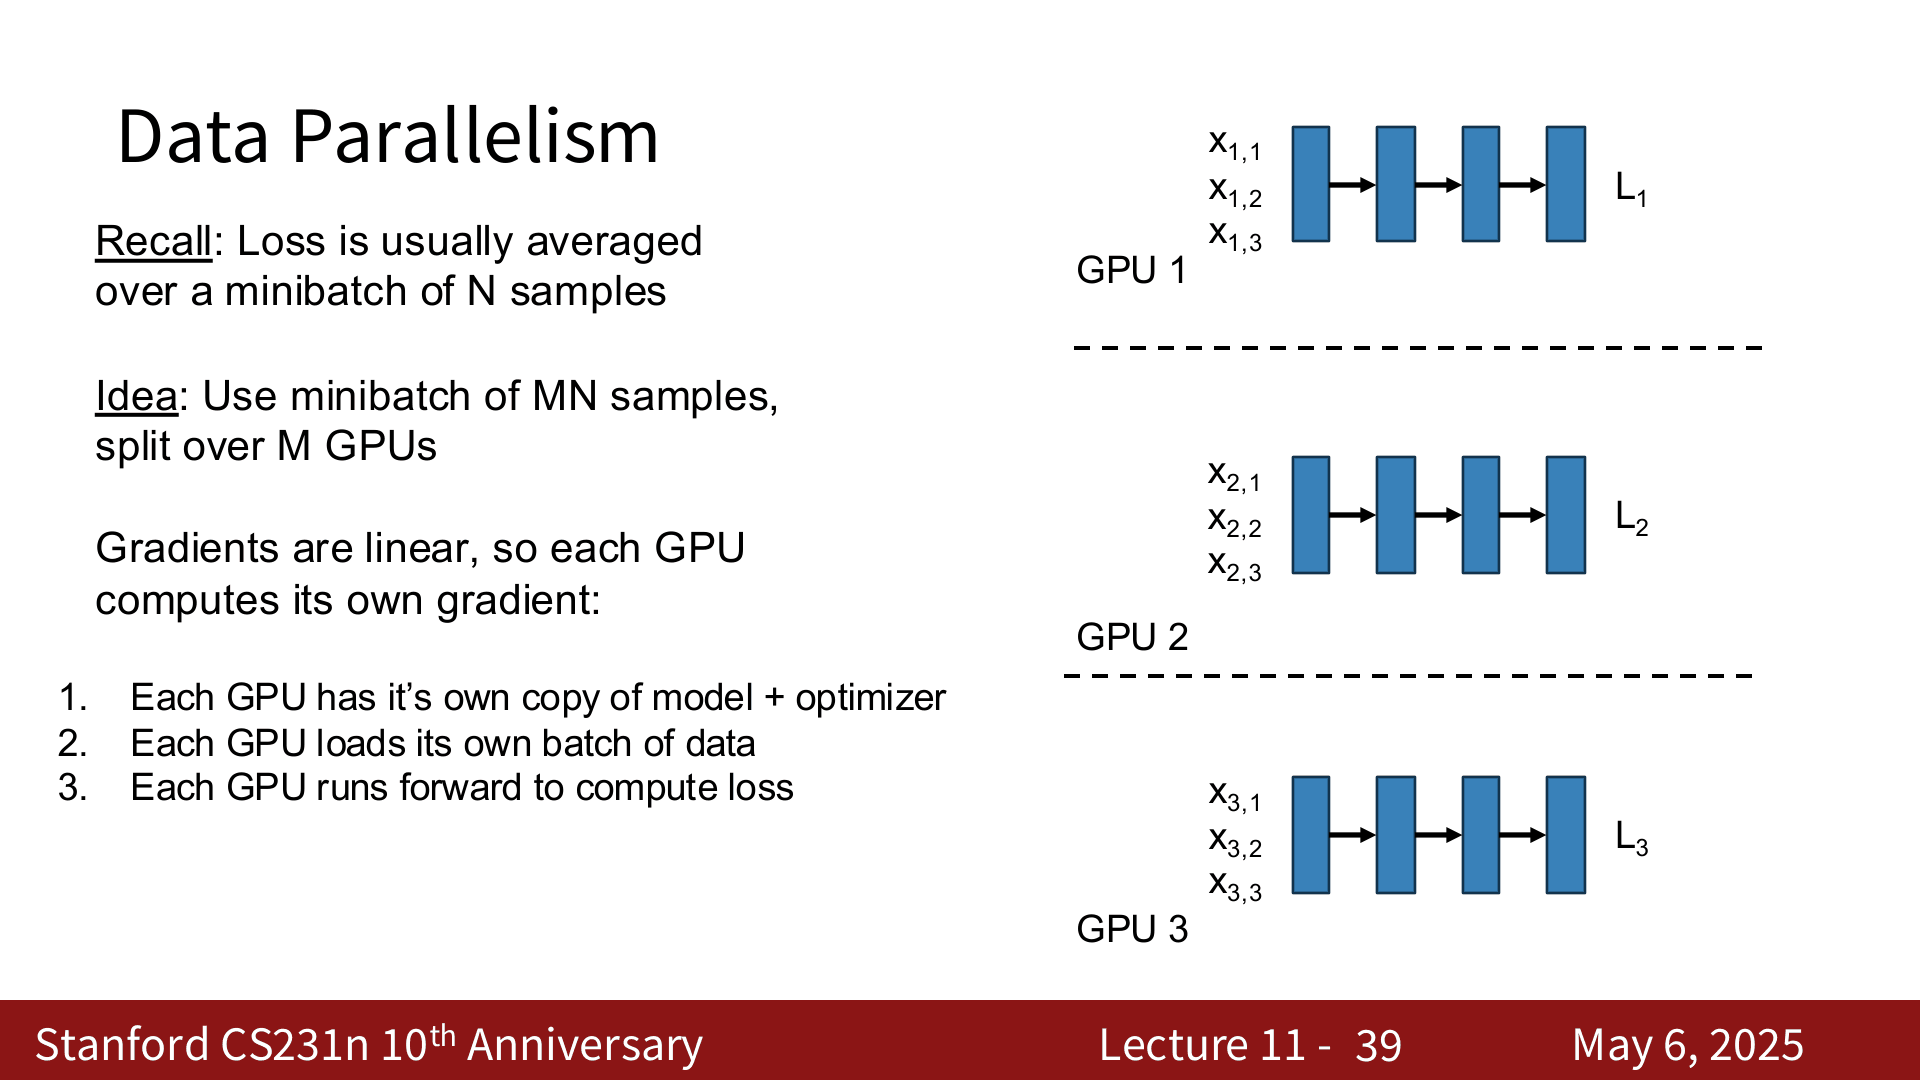 Data Parallelism
Recall: Loss is usually averaged
over a minibatch of N samples
Idea: Use minibatch of MN samples,
split over M GPUs
Gradients are linear, so each GPU
computes its own gradient:
1. Each GPU has it’s own copy of model + optimizer
2. Each GPU loads its own batch of data
3. Each GPU runs forward to compute loss
x1,1
x1,2
x1,3
L1
GPU 1
x2,1
x2,2
x2,3
L2
GPU 2
x3,1
x3,2
x3,3
L3
GPU 3
Stanford CS231n 10th Anniversary
Lecture 11 - 39
May 6, 2025